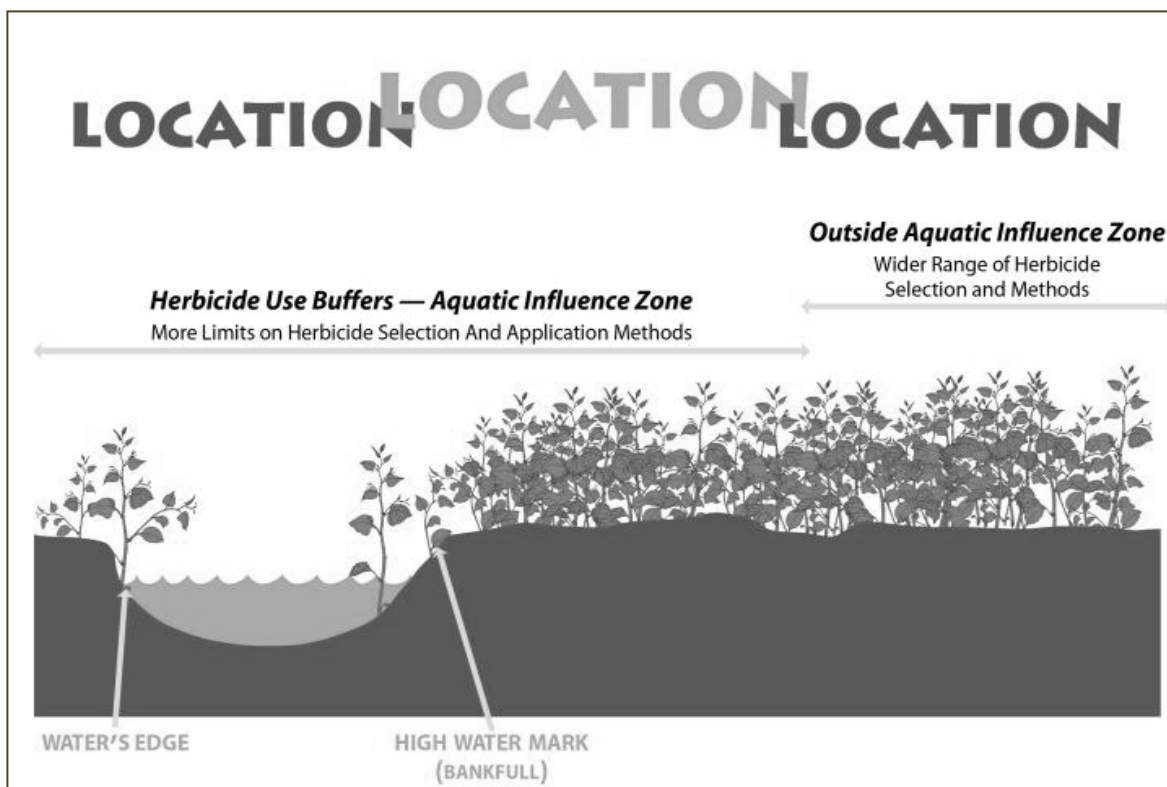 LOCATION LOCATION LOCATION
Outside Aquatic Influence Zone
Wider Range of Herbicide
Selection and Methods
Herbicide Use Buffers — Aquatic Influence Zone
More Limits on Herbicide Selection And Application Methods
WATER'S EDGE
HIGH WATER MARK
(BANKFULL)